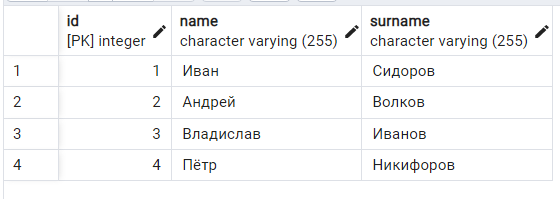 id name surname
[PK] integer character varying (255) character varying (255)
1 1 Иван Сидоров
2 2 Андрей Волков
3 3 Владислав Иванов
4 4 Пётр Никифоров